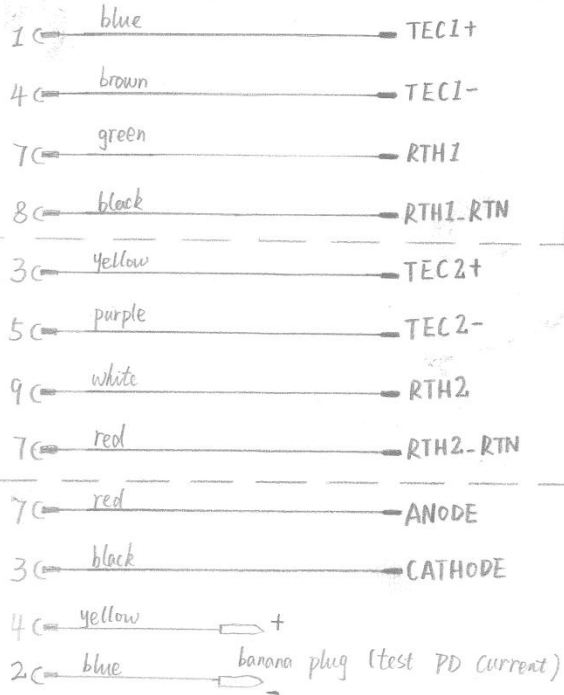 1 blue TEC1+
4 brown TEC1-
7 green RTH1
8 black RTH1_RTN
3 yellow TEC2+
5 purple TEC2-
9 white RTH2
7 red RTH2_RTN
7 red ANODE
3 black CATHODE
4 yellow +
2 blue banana plug (test PD current)
-